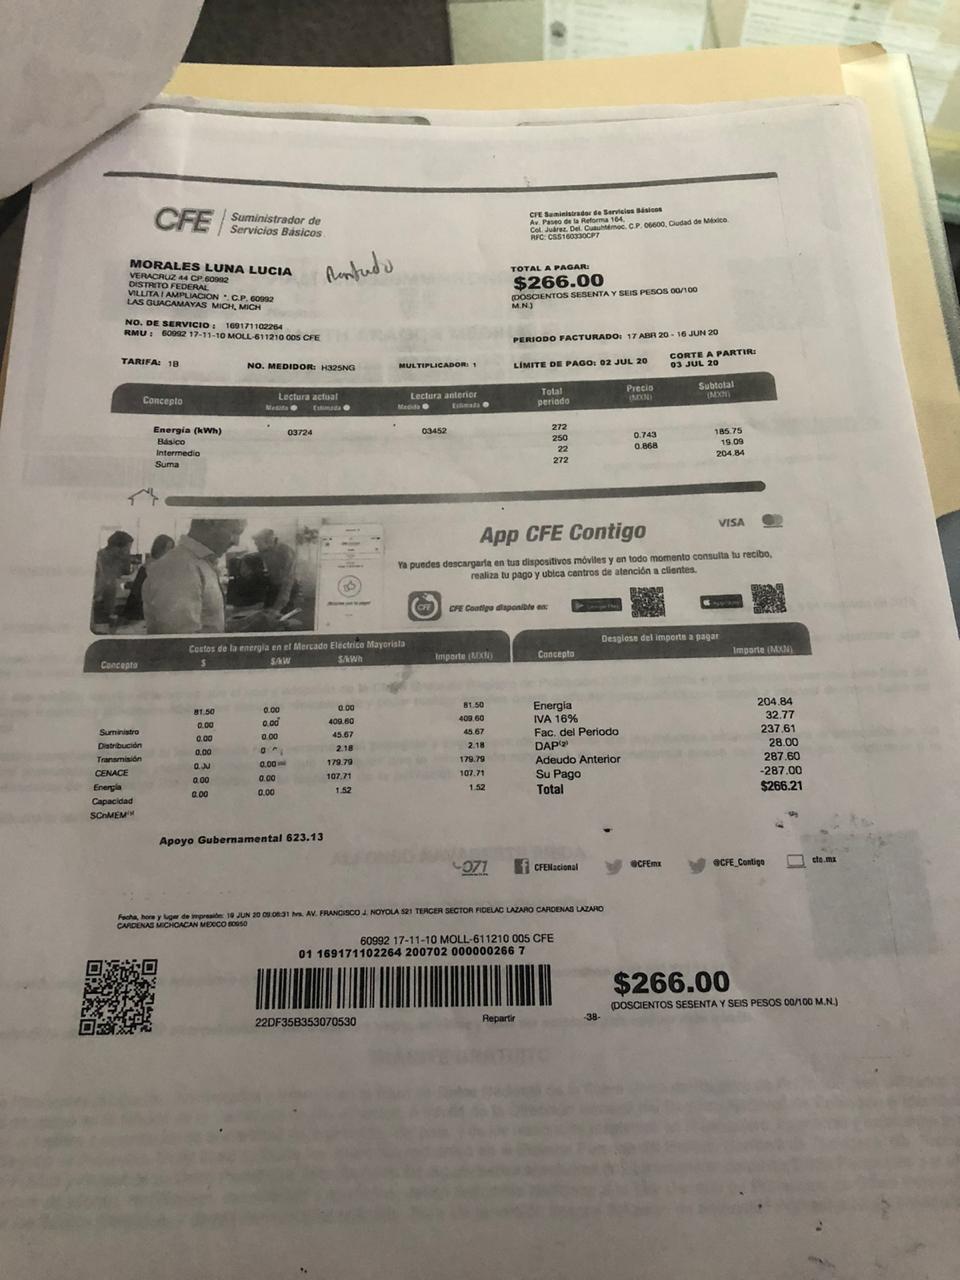 CFE Suministrador de Servicios Básicos
CFE Suministrador de Servicios Básicos
Av. Paseo de la Reforma 164,
Col. Juárez, Del. Cuauhtémoc, C.P. 06600, Ciudad de México.
RFC: CSS160330CP7
MORALES LUNA LUCIA
VERACRUZ 44 CP.60992
DISTRITO FEDERAL
VILLITA I AMPLIACION *. C.P. 60992
LAS GUACAMAYAS MICH, MICH
TOTAL A PAGAR:
$266.00
(DOSCIENTOS SESENTA Y SEIS PESOS 00/100
M.N.)
NO. DE SERVICIO : 169171102264
RMU : 60992 17-11-10 MOLL-611210 005 CFE
PERIODO FACTURADO: 17 ABR 20 - 16 JUN 20
TARIFA: 1B NO. MEDIDOR: H325NG MULTIPLICADOR: 1 LÍMITE DE PAGO: 02 JUL 20 CORTE A PARTIR:
03 JUL 20
Concepto Lectura actual Lectura anterior Total periodo Precio (MXN) Subtotal (MXN)
Medida Estimada Medida Estimada
Energía (kWh) 03724 03452 272
Básico 250 0.743 185.75
Intermedio 22 0.868 19.09
Suma 272 204.84
App CFE Contigo VISA
Ya puedes descargarla en tus dispositivos móviles y en todo momento consulta tu recibo,
realiza tu pago y ubica centros de atención a clientes.
CFE CFE Contigo disponible en: Google Play App Store
Costos de la energía en el Mercado Eléctrico Mayorista
Concepto $ $/kW $/kWh Importe (MXN)
Suministro 81.50 0.00 0.00 81.50
Distribución 0.00 0.00 409.60 409.60
Transmisión 0.00 0.00 45.67 45.67
CENACE 0.00 2.18 2.18
Energía 0.00 179.79 179.79
Capacidad 0.00 0.00 107.71 107.71
SCnMEM 0.00 0.00 1.52 1.52
Desglose del importe a pagar
Concepto Importe (MXN)
Energía 204.84
IVA 16% 32.77
Fac. del Periodo 237.61
DAP(2) 28.00
Adeudo Anterior 287.60
Su Pago -287.00
Total $266.21
Apoyo Gubernamental 623.13
071 CFENacional @CFEmx @CFE_Contigo
Fecha, hora y lugar de impresión: 19 JUN 20 09:08:31 hrs. AV. FRANCISCO J. NOYOLA 521 TERCER SECTOR FIDELAC LAZARO CARDENAS LAZARO
CARDENAS MICHOACAN MEXICO 60950
60992 17-11-10 MOLL-611210 005 CFE
01 169171102264 200702 000000266 7
22DF35B353070530 Repartir -38-
$266.00
(DOSCIENTOS SESENTA Y SEIS PESOS 00/100 M.N.)
TRAMITE GRATUITO